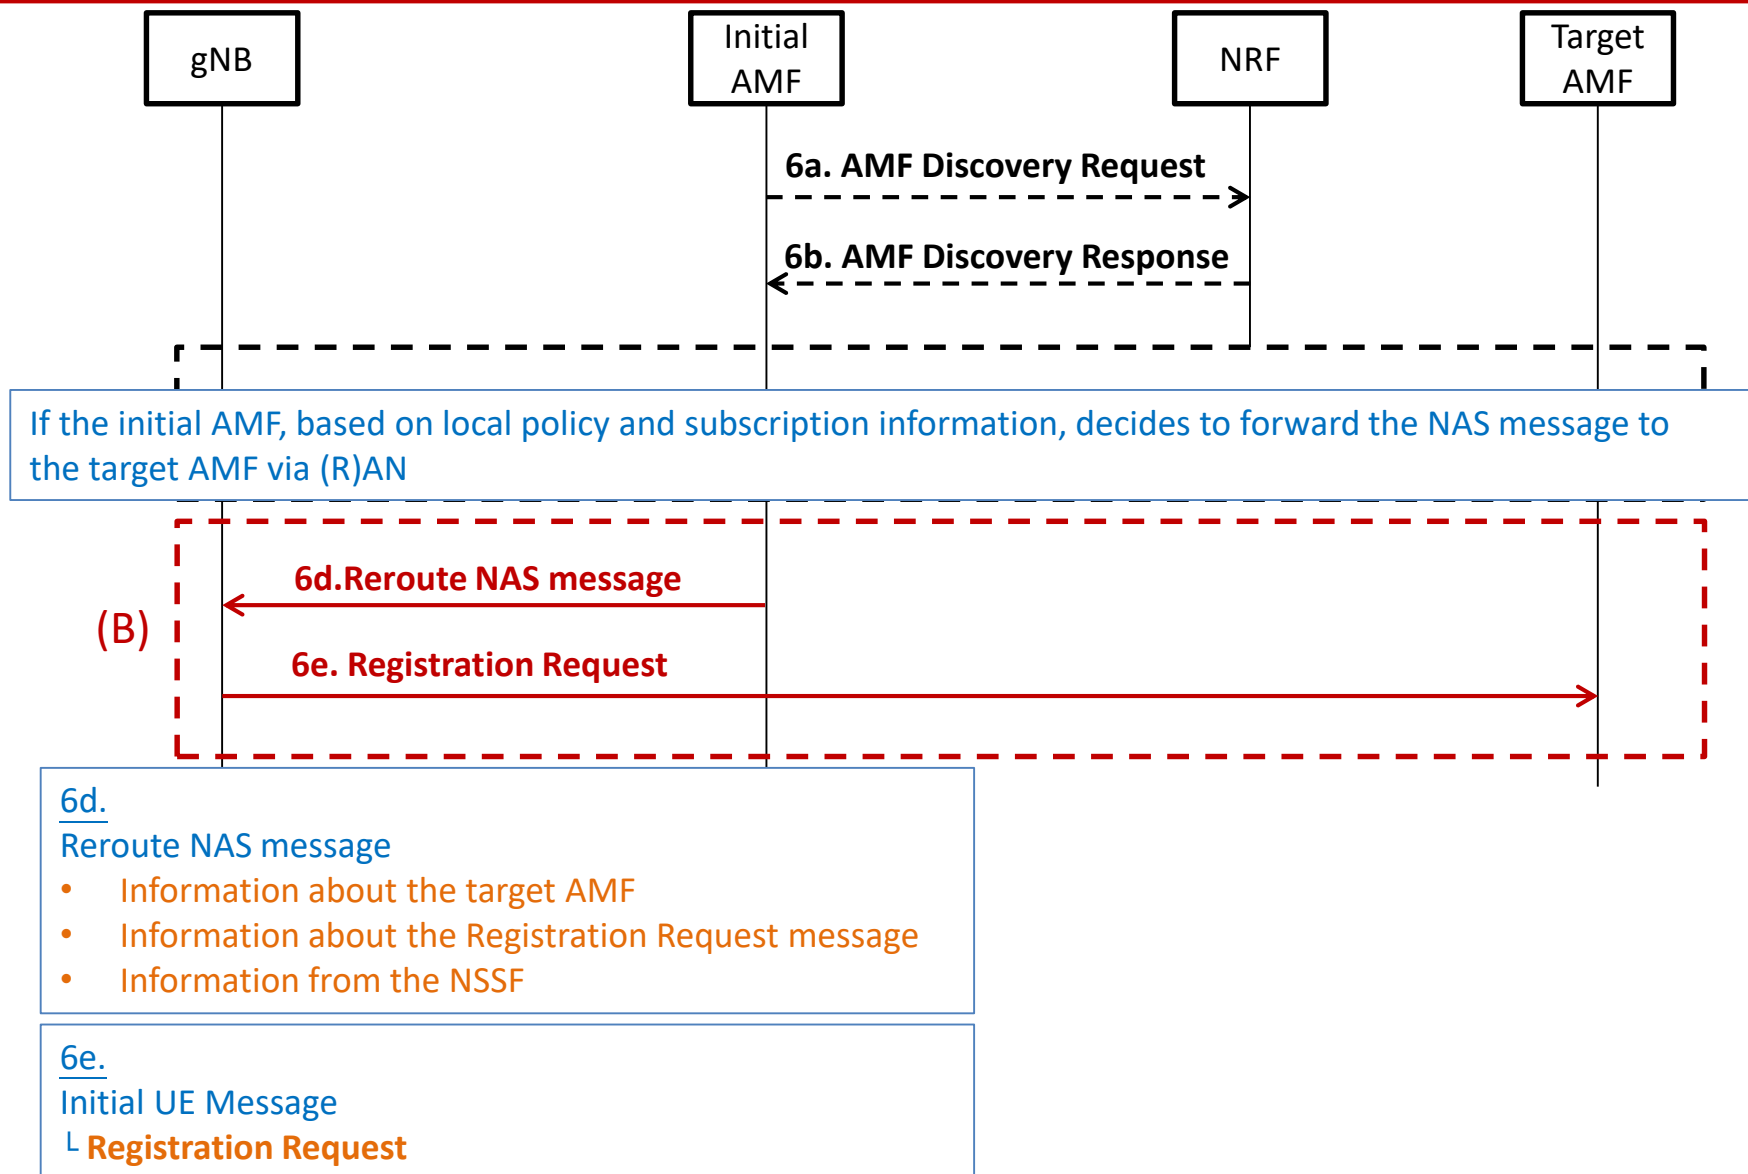 gNB
Initial
AMF
NRF
Target
AMF
6a. AMF Discovery Request
6b. AMF Discovery Response
If the initial AMF, based on local policy and subscription information, decides to forward the NAS message to
the target AMF via (R)AN
6d.Reroute NAS message
(B)
6e. Registration Request
6d.
Reroute NAS message
• Information about the target AMF
• Information about the Registration Request message
• Information from the NSSF
6e.
Initial UE Message
└ Registration Request